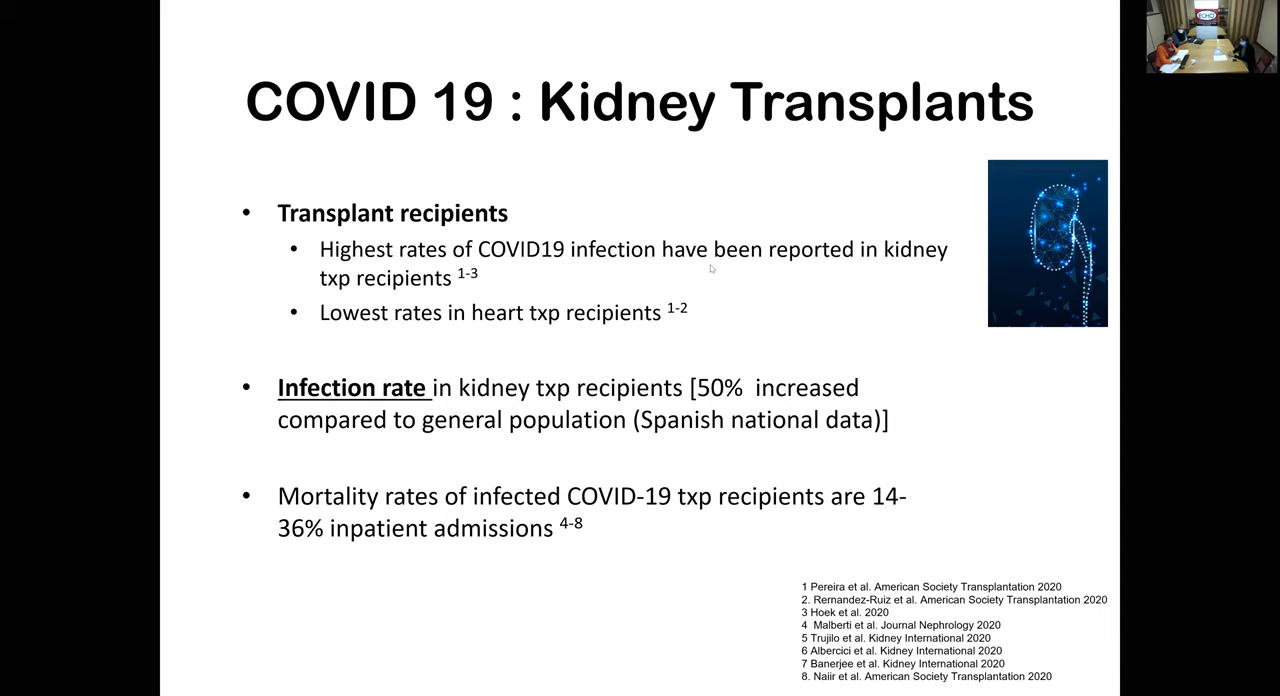 ECHO
COVID 19 : Kidney Transplants
• Transplant recipients
• Highest rates of COVID19 infection have been reported in kidney
txp recipients 1-3
• Lowest rates in heart txp recipients 1-2
• Infection rate in kidney txp recipients [50% increased
compared to general population (Spanish national data)]
• Mortality rates of infected COVID-19 txp recipients are 14-
36% inpatient admissions 4-8
1 Pereira et al. American Society Transplantation 2020
2. Rernandez-Ruiz et al. American Society Transplantation 2020
3 Hoek et al. 2020
4 Malberti et al. Journal Nephrology 2020
5 Trujilo et al. Kidney International 2020
6 Albercici et al. Kidney International 2020
7 Banerjee et al. Kidney International 2020
8. Naiir et al. American Society Transplantation 2020